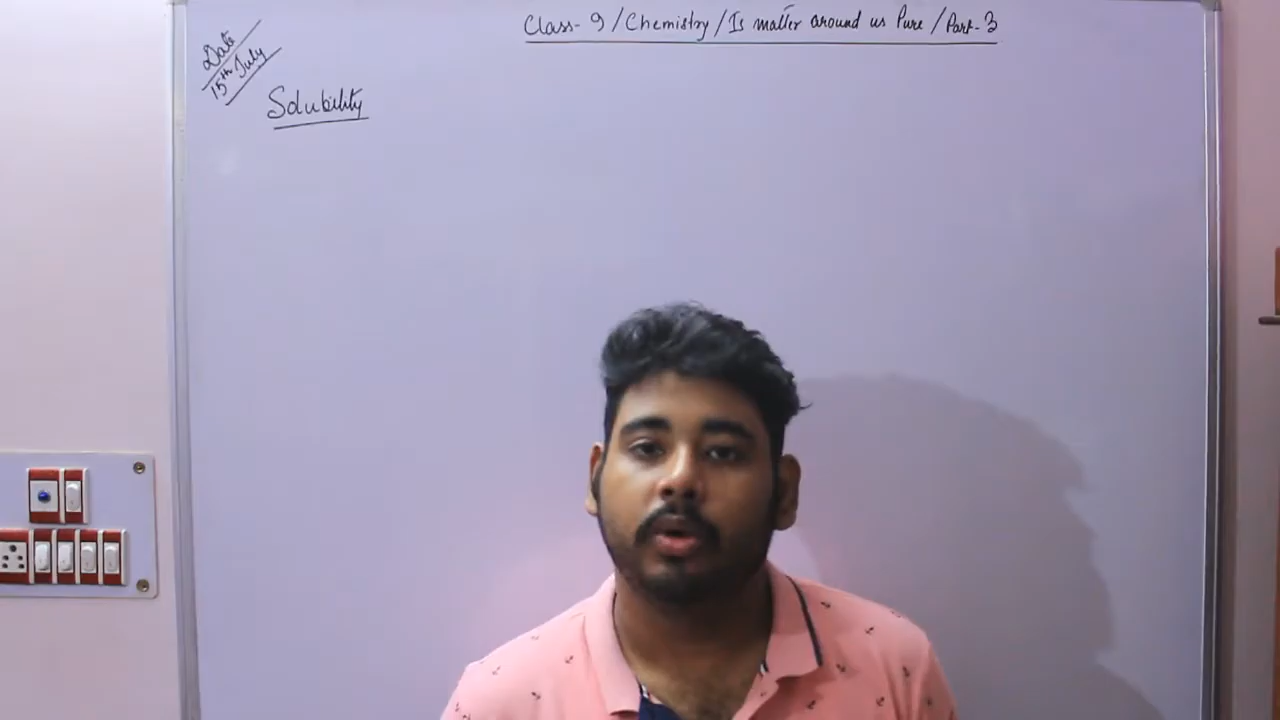 Class-9/Chemistry/Is matter around us Pure/Part-3
Date
15th July
Solubility